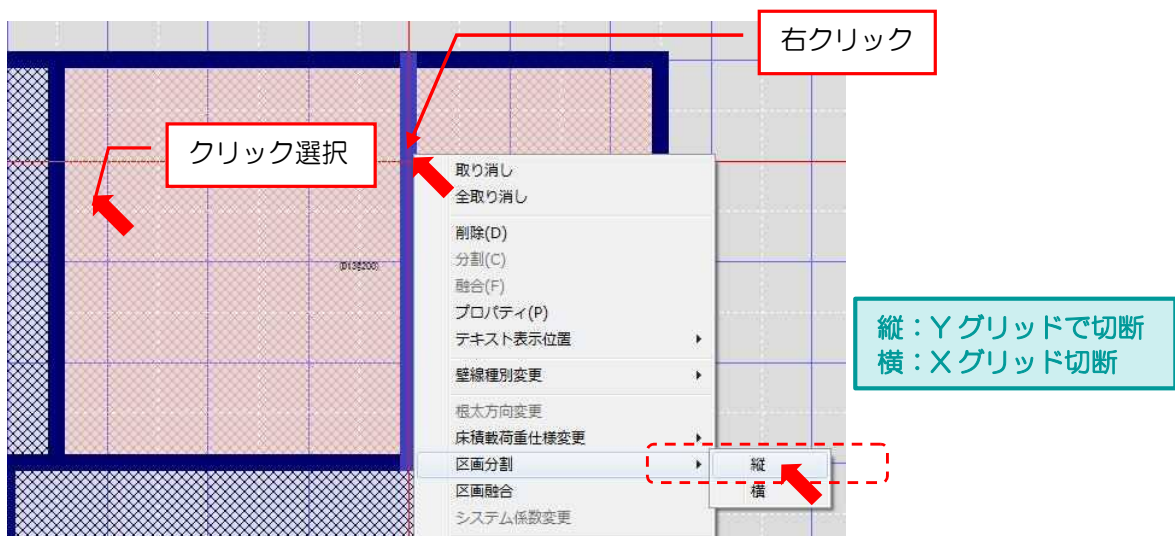 右クリック
クリック選択
取り消し
全取り消し
削除(D)
分割(C)
融合(F)
プロパティ(P)
テキスト表示位置
壁線種別変更
根太方向変更
床積載荷重仕様変更
区画分割
区画融合
システム係数変更
縦
横
縦:Yグリッドで切断
横:Xグリッド切断